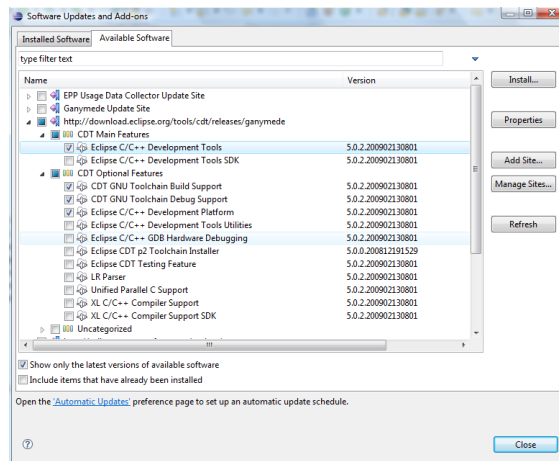 Software Updates and Add-ons
Installed Software Available Software
type filter text
Name Version
EPP Usage Data Collector Update Site
Ganymede Update Site
http://download.eclipse.org/tools/cdt/releases/ganymede
CDT Main Features
Eclipse C/C++ Development Tools 5.0.2.200902130801
Eclipse C/C++ Development Tools SDK 5.0.2.200902130801
CDT Optional Features
CDT GNU Toolchain Build Support 5.0.2.200902130801
CDT GNU Toolchain Debug Support 5.0.2.200902130801
Eclipse C/C++ Development Platform 5.0.2.200902130801
Eclipse C/C++ Development Tools Utilities 5.0.2.200902130801
Eclipse C/C++ GDB Hardware Debugging 5.0.2.200902130801
Eclipse CDT p2 Toolchain Installer 5.0.0.200812191529
Eclipse CDT Testing Feature 5.0.2.200902130801
LR Parser 5.0.2.200902130801
Unified Parallel C Support 5.0.2.200902130801
XL C/C++ Compiler Support 5.0.2.200902130801
XL C/C++ Compiler Support SDK 5.0.2.200902130801
Uncategorized
Install...
Properties
Add Site...
Manage Sites...
Refresh
Show only the latest versions of available software
Include items that have already been installed
Open the 'Automatic Updates' preference page to set up an automatic update schedule.
? Close